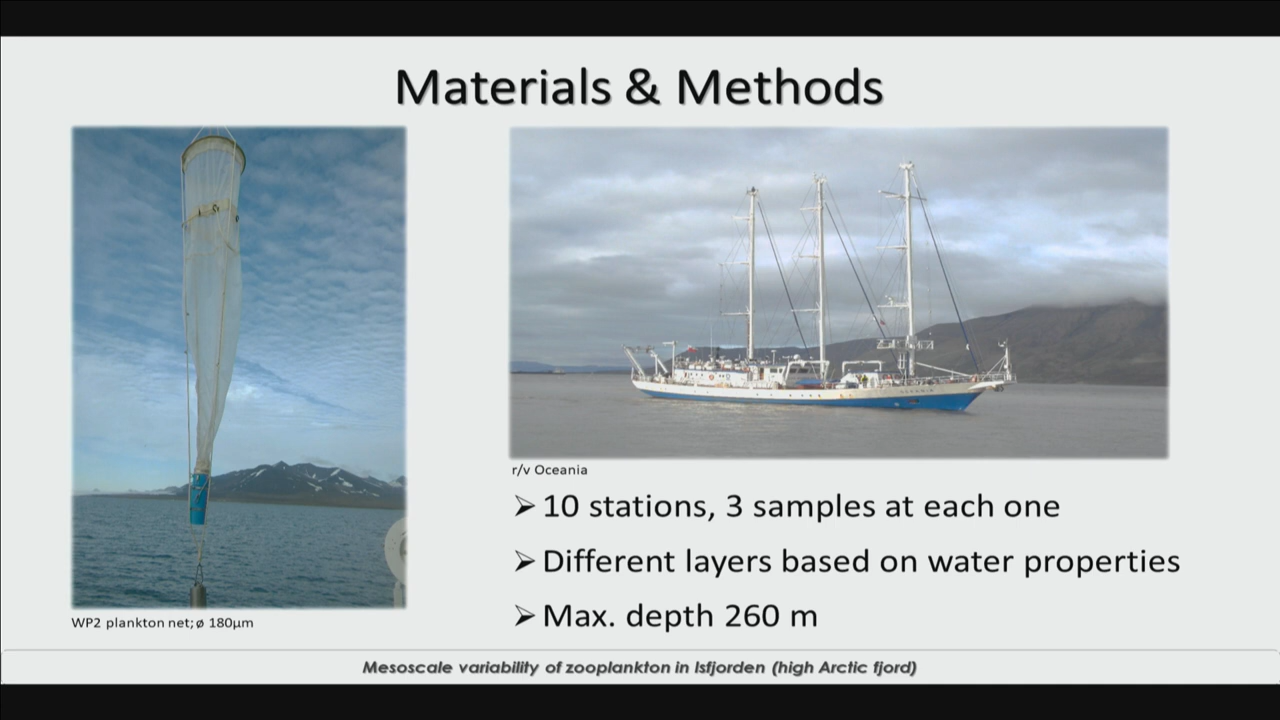 Materials & Methods
r/v Oceania
➢ 10 stations, 3 samples at each one
➢ Different layers based on water properties
➢ Max. depth 260 m
WP2 plankton net; ø 180µm
Mesoscale variability of zooplankton in Isfjorden (high Arctic fjord)